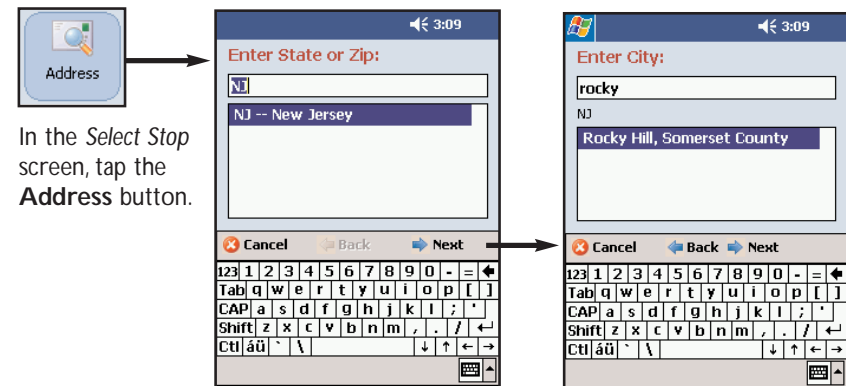 Address
In the Select Stop
screen, tap the
Address button.
3:09
Enter State or Zip:
NJ
NJ -- New Jersey
Cancel Back Next
123 1 2 3 4 5 6 7 8 9 0 - =
Tab q w e r t y u i o p [ ]
CAP a s d f g h j k l ; '
Shift z x c v b n m , . /
Ctl áü ` \
3:09
Enter City:
rocky
NJ
Rocky Hill, Somerset County
Cancel Back Next
123 1 2 3 4 5 6 7 8 9 0 - =
Tab q w e r t y u i o p [ ]
CAP a s d f g h j k l ; '
Shift z x c v b n m , . /
Ctl áü ` \